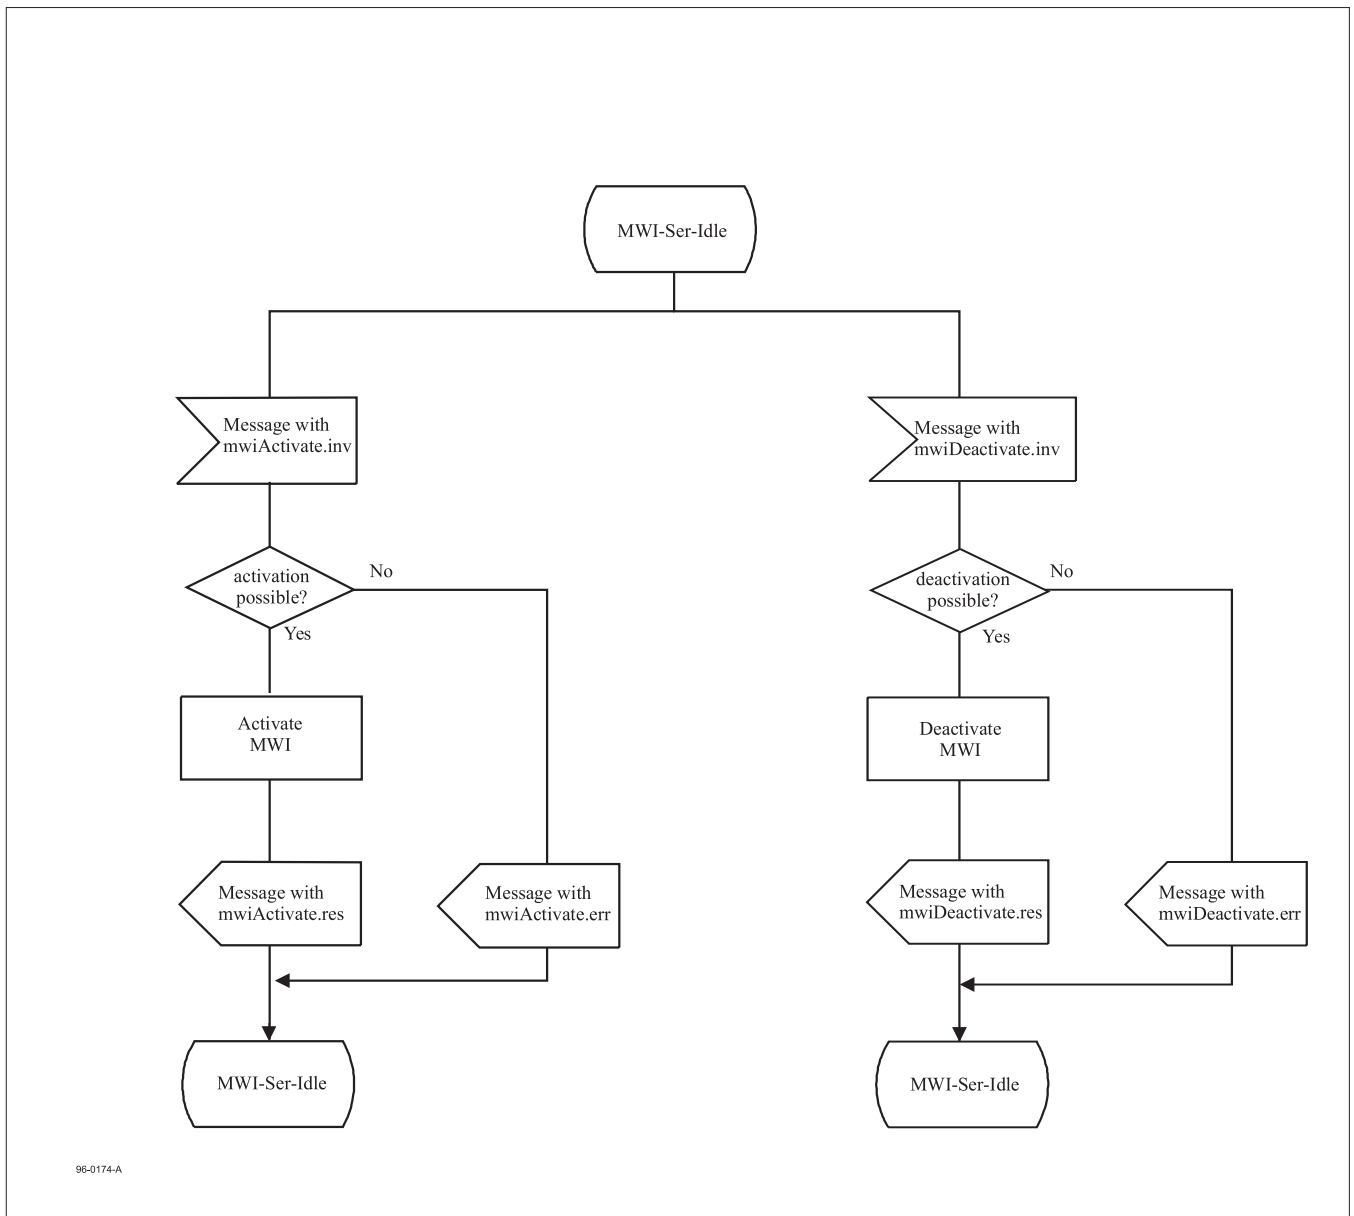 MWI-Ser-Idle
Message with
mwiActivate.inv
Message with
mwiDeactivate.inv
activation
possible?
No
Yes
deactivation
possible?
No
Yes
Activate
MWI
Deactivate
MWI
Message with
mwiActivate.res
Message with
mwiActivate.err
Message with
mwiDeactivate.res
Message with
mwiDeactivate.err
MWI-Ser-Idle
MWI-Ser-Idle
96-0174-A